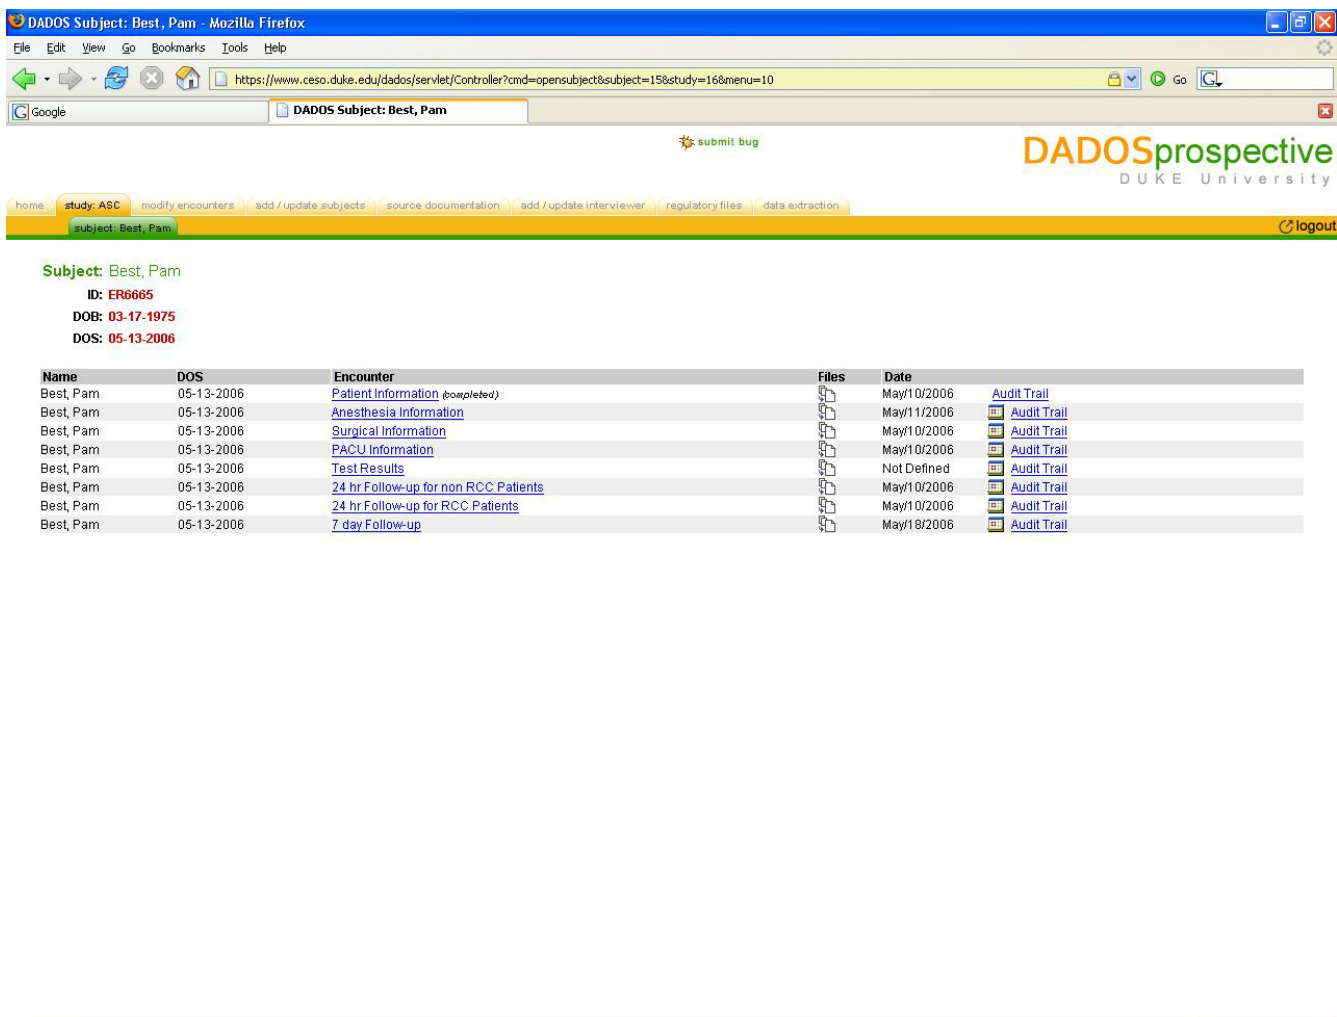 DADOS Subject: Best, Pam - Mozilla Firefox
File Edit View Go Bookmarks Tools Help
https://www.ceso.duke.edu/dados/servlet/Controller?cmd=opensubject&subject=15&study=16&menu=10 Go
Google DADOS Subject: Best, Pam
submit bug
DADOSprospective
DUKE University
home study: ASC modify encounters add / update subjects source documentation add / update interviewer regulatory files data extraction
subject: Best, Pam logout
Subject: Best, Pam
ID: ER6665
DOB: 03-17-1975
DOS: 05-13-2006
Name DOS Encounter Files Date
Best, Pam 05-13-2006 Patient Information (completed) May/10/2006 Audit Trail
Best, Pam 05-13-2006 Anesthesia Information May/11/2006 Audit Trail
Best, Pam 05-13-2006 Surgical Information May/10/2006 Audit Trail
Best, Pam 05-13-2006 PACU Information May/10/2006 Audit Trail
Best, Pam 05-13-2006 Test Results Not Defined Audit Trail
Best, Pam 05-13-2006 24 hr Follow-up for non RCC Patients May/10/2006 Audit Trail
Best, Pam 05-13-2006 24 hr Follow-up for RCC Patients May/10/2006 Audit Trail
Best, Pam 05-13-2006 7 day Follow-up May/18/2006 Audit Trail